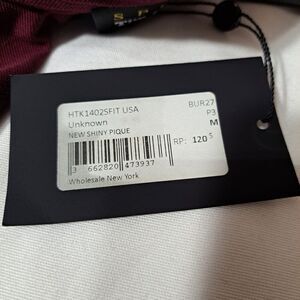 HTK1402SFIT USA BUR27
Unknown P3
NEW SHINY PIQUE M
RP: 120 $
3 662820 473937
Wholesale New York